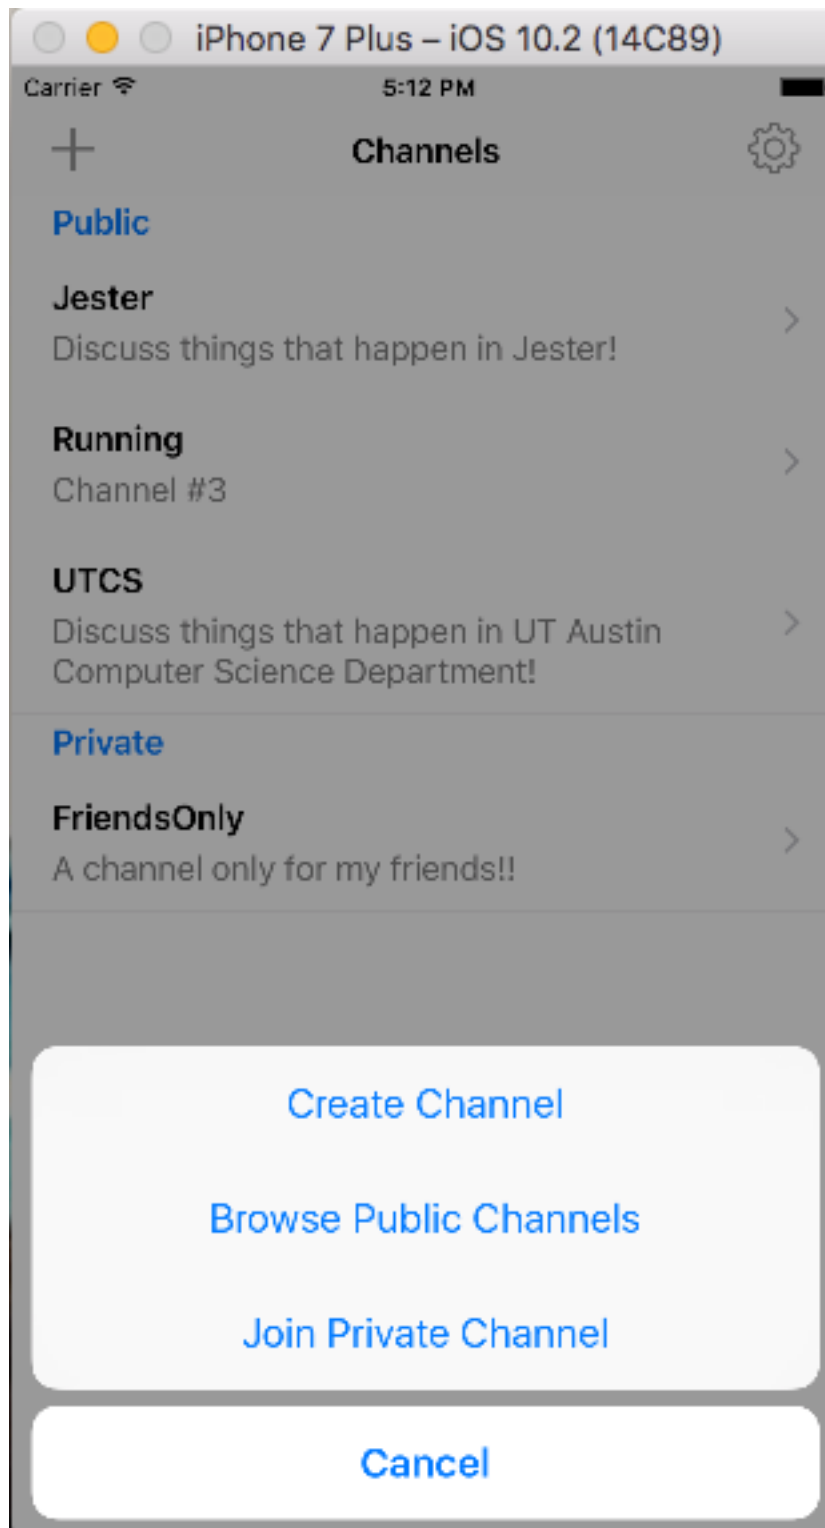 iPhone 7 Plus – iOS 10.2 (14C89)
Carrier 5:12 PM
Channels
Public
Jester
Discuss things that happen in Jester!
Running
Channel #3
UTCS
Discuss things that happen in UT Austin
Computer Science Department!
Private
FriendsOnly
A channel only for my friends!!
Create Channel
Browse Public Channels
Join Private Channel
Cancel